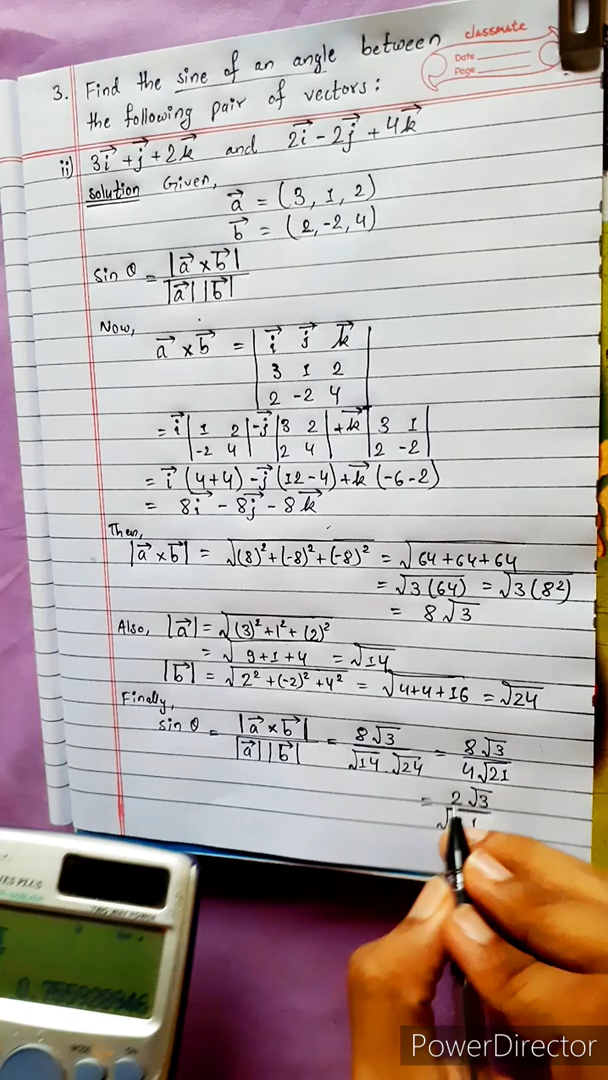 classmate
Date
Page
3. Find the sine of an angle between
the following pair of vectors:
ii) 3i⃗ + j⃗ + 2k⃗ and 2i⃗ - 2j⃗ + 4k⃗
Solution Given,
a⃗ = (3, 1, 2)
b⃗ = (2, -2, 4)
Sin θ = |a⃗ × b⃗| / |a⃗| |b⃗|
Now,
a⃗ × b⃗ = | i⃗ j⃗ k⃗ |
3 1 2
2 -2 4
= i⃗ | 1 2 | - j⃗ | 3 2 | + k⃗ | 3 1 |
| -2 4 | | 2 4 | | 2 -2 |
= i⃗ (4+4) - j⃗ (12-4) + k⃗ (-6-2)
= 8i⃗ - 8j⃗ - 8k⃗
Then,
|a⃗ × b⃗| = √(8)² + (-8)² + (-8)² = √64+64+64
= √3(64) = √3(8²)
= 8√3
Also, |a⃗| = √(3)² + 1² + (2)²
= √9+1+4 = √14
|b⃗| = √2² + (-2)² + 4² = √4+4+16 = √24
Finally,
sin θ = |a⃗ × b⃗| / |a⃗| |b⃗| = 8√3 / √14 . √24 = 8√3 / 4√21
= 2√3
PowerDirector